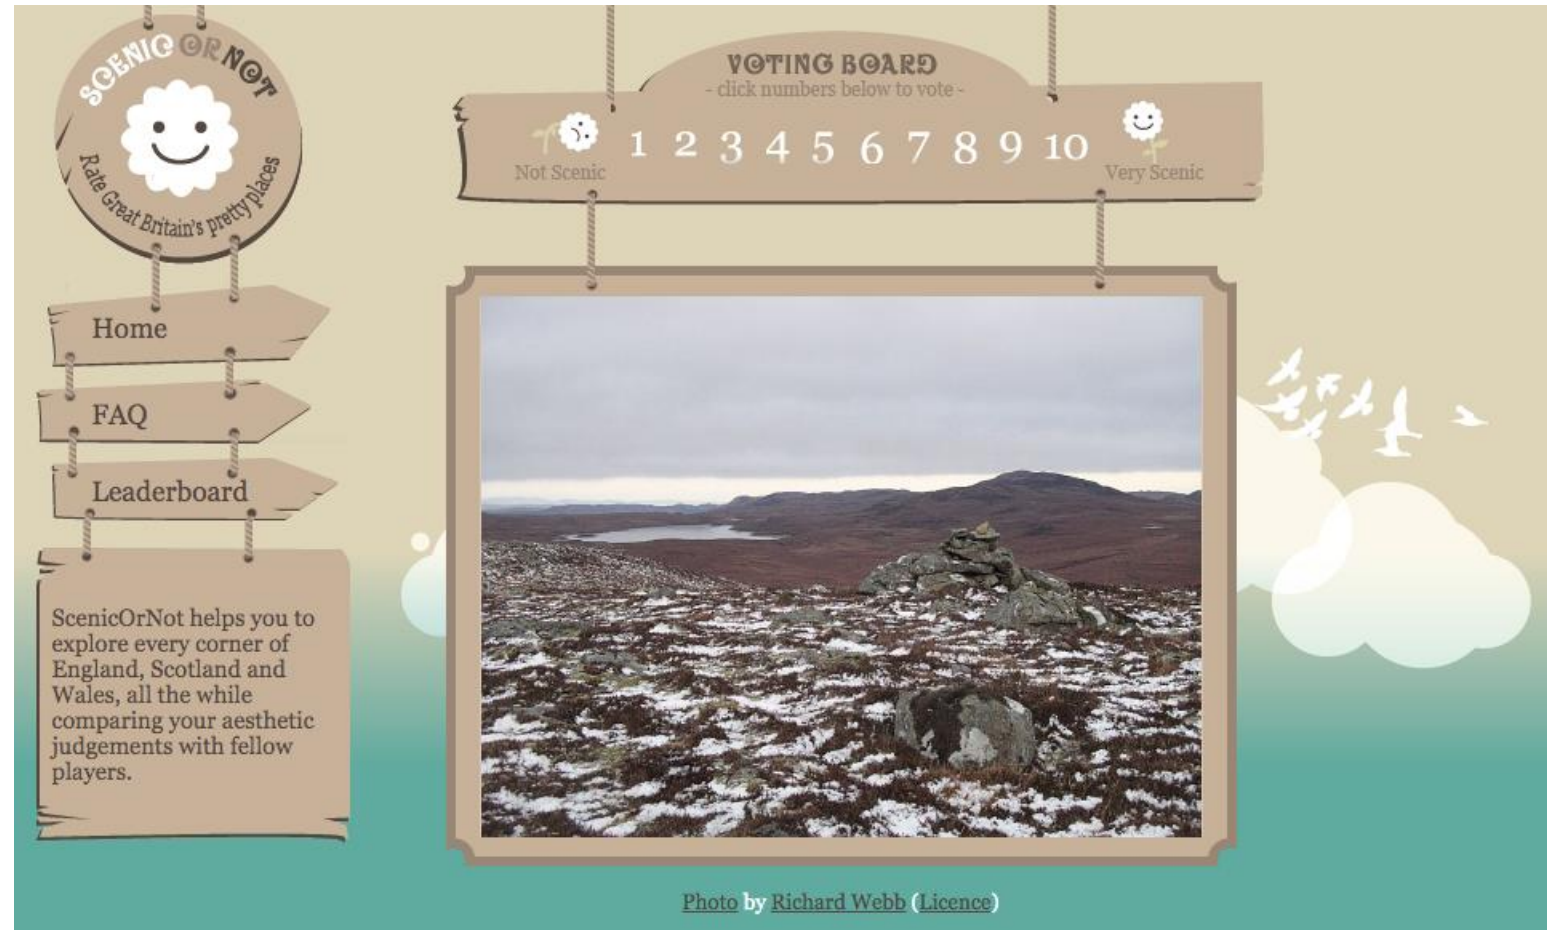 SCENIC OR NOT
Rate Great Britain's pretty places
Home
FAQ
Leaderboard
ScenicOrNot helps you to
explore every corner of
England, Scotland and
Wales, all the while
comparing your aesthetic
judgements with fellow
players.
VOTING BOARD
- click numbers below to vote -
1 2 3 4 5 6 7 8 9 10
Not Scenic
Very Scenic
Photo by Richard Webb (Licence)